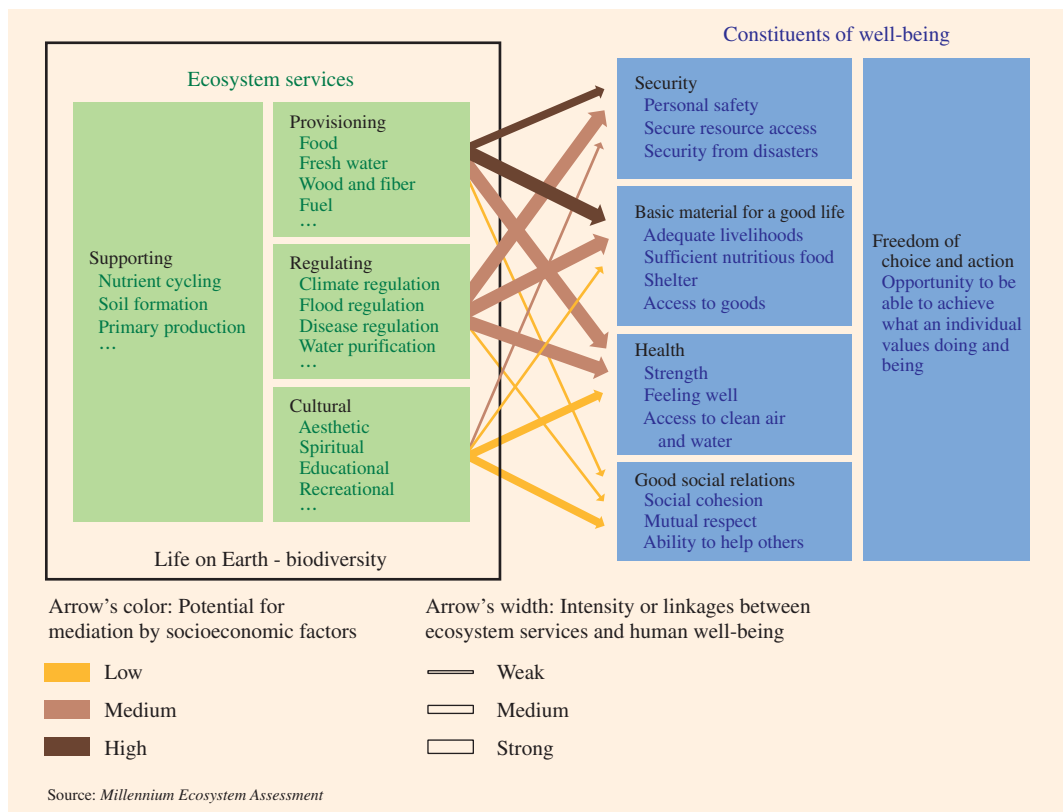 Constituents of well-being
Ecosystem services
Supporting
Nutrient cycling
Soil formation
Primary production
…
Provisioning
Food
Fresh water
Wood and fiber
Fuel
…
Regulating
Climate regulation
Flood regulation
Disease regulation
Water purification
…
Cultural
Aesthetic
Spiritual
Educational
Recreational
…
Life on Earth - biodiversity
Security
Personal safety
Secure resource access
Security from disasters
Basic material for a good life
Adequate livelihoods
Sufficient nutritious food
Shelter
Access to goods
Health
Strength
Feeling well
Access to clean air
and water
Good social relations
Social cohesion
Mutual respect
Ability to help others
Freedom of
choice and action
Opportunity to be
able to achieve
what an individual
values doing and
being
Arrow's color: Potential for
mediation by socioeconomic factors
Low
Medium
High
Arrow's width: Intensity or linkages between
ecosystem services and human well-being
Weak
Medium
Strong
Source: Millennium Ecosystem Assessment